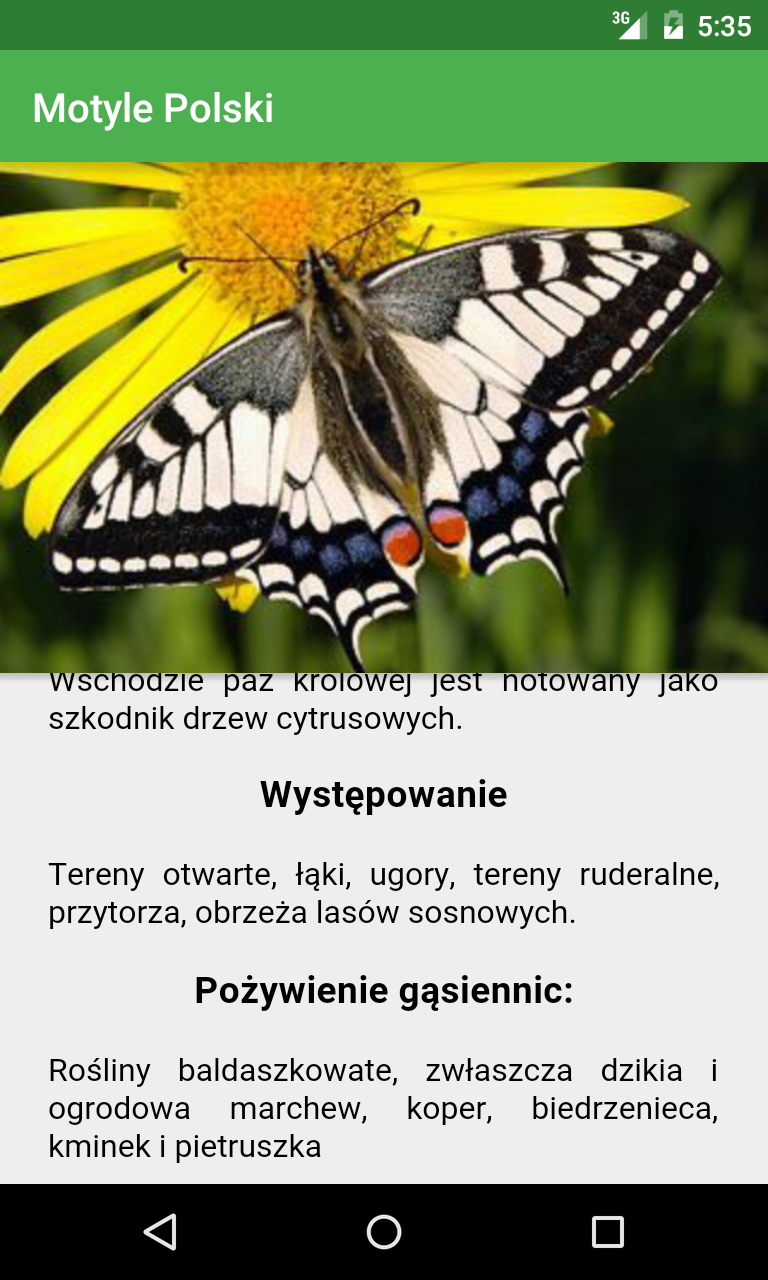 3G 5:35
Motyle Polski
Wschodzie paź królowej jest notowany jako
szkodnik drzew cytrusowych.
Występowanie
Tereny otwarte, łąki, ugory, tereny ruderalne,
przytorza, obrzeża lasów sosnowych.
Pożywienie gąsiennic:
Rośliny baldaszkowate, zwłaszcza dzikia i
ogrodowa marchew, koper, biedrzenieca,
kminek i pietruszka